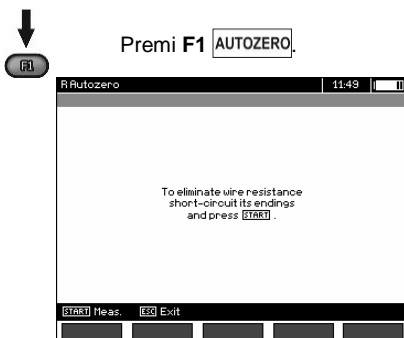 Premi F1 AUTOZERO.
F1
R Autozero 11:49
To eliminate wire resistance
short-circuit its endings
and press START .
START Meas. ESC Exit